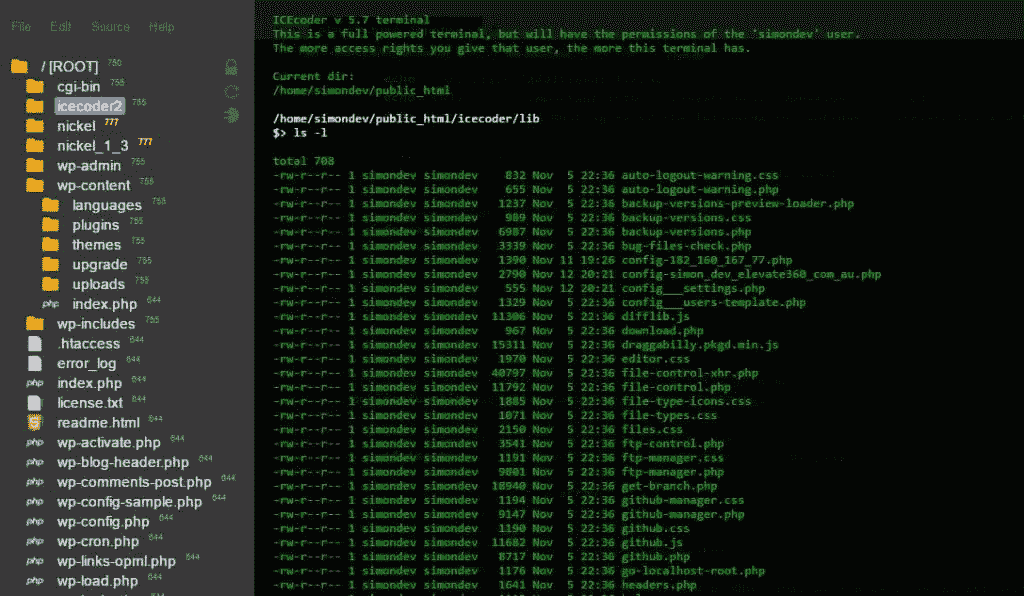 File Edit Source Help
/ [ROOT] 755
cgi-bin 755
icecoder2 755
nickel 777
nickel_1_3 777
wp-admin 755
wp-content 755
languages 755
plugins 755
themes 755
upgrade 755
uploads 755
index.php 644
wp-includes 755
.htaccess 644
error_log 644
php index.php 644
license.txt 644
readme.html 644
php wp-activate.php 644
php wp-blog-header.php 644
php wp-comments-post.php 644
php wp-config-sample.php 644
php wp-config.php 644
php wp-cron.php 644
php wp-links-opml.php 644
php wp-load.php 644
ICEcoder v 5.7 terminal
This is a full powered terminal, but will have the permissions of the 'simondev' user.
The more access rights you give that user, the more this terminal has.
Current dir:
/home/simondev/public_html
/home/simondev/public_html/icecoder/lib
$> ls -l
total 708
-rw-r--r-- 1 simondev simondev 832 Nov 5 22:36 auto-logout-warning.css
-rw-r--r-- 1 simondev simondev 655 Nov 5 22:36 auto-logout-warning.php
-rw-r--r-- 1 simondev simondev 1237 Nov 5 22:36 backup-versions-preview-loader.php
-rw-r--r-- 1 simondev simondev 989 Nov 5 22:36 backup-versions.css
-rw-r--r-- 1 simondev simondev 6987 Nov 5 22:36 backup-versions.php
-rw-r--r-- 1 simondev simondev 3339 Nov 5 22:36 bug-files-check.php
-rw-r--r-- 1 simondev simondev 1390 Nov 11 19:26 config-182_160_167_77.php
-rw-r--r-- 1 simondev simondev 2790 Nov 12 20:21 config-simon_dev_elevate360_com_au.php
-rw-r--r-- 1 simondev simondev 555 Nov 12 20:21 config___settings.php
-rw-r--r-- 1 simondev simondev 1329 Nov 5 22:36 config___users-template.php
-rw-r--r-- 1 simondev simondev 11306 Nov 5 22:36 difflib.js
-rw-r--r-- 1 simondev simondev 967 Nov 5 22:36 download.php
-rw-r--r-- 1 simondev simondev 15311 Nov 5 22:36 draggabilly.pkgd.min.js
-rw-r--r-- 1 simondev simondev 1970 Nov 5 22:36 editor.css
-rw-r--r-- 1 simondev simondev 40797 Nov 5 22:36 file-control-xhr.php
-rw-r--r-- 1 simondev simondev 11792 Nov 5 22:36 file-control.php
-rw-r--r-- 1 simondev simondev 1885 Nov 5 22:36 file-type-icons.css
-rw-r--r-- 1 simondev simondev 1071 Nov 5 22:36 file-types.css
-rw-r--r-- 1 simondev simondev 2150 Nov 5 22:36 files.css
-rw-r--r-- 1 simondev simondev 3541 Nov 5 22:36 ftp-control.php
-rw-r--r-- 1 simondev simondev 1191 Nov 5 22:36 ftp-manager.css
-rw-r--r-- 1 simondev simondev 9801 Nov 5 22:36 ftp-manager.php
-rw-r--r-- 1 simondev simondev 18940 Nov 5 22:36 get-branch.php
-rw-r--r-- 1 simondev simondev 1194 Nov 5 22:36 github-manager.css
-rw-r--r-- 1 simondev simondev 9147 Nov 5 22:36 github-manager.php
-rw-r--r-- 1 simondev simondev 1190 Nov 5 22:36 github.css
-rw-r--r-- 1 simondev simondev 11682 Nov 5 22:36 github.js
-rw-r--r-- 1 simondev simondev 8717 Nov 5 22:36 github.php
-rw-r--r-- 1 simondev simondev 1176 Nov 5 22:36 go-localhost-root.php
-rw-r--r-- 1 simondev simondev 1641 Nov 5 22:36 headers.php